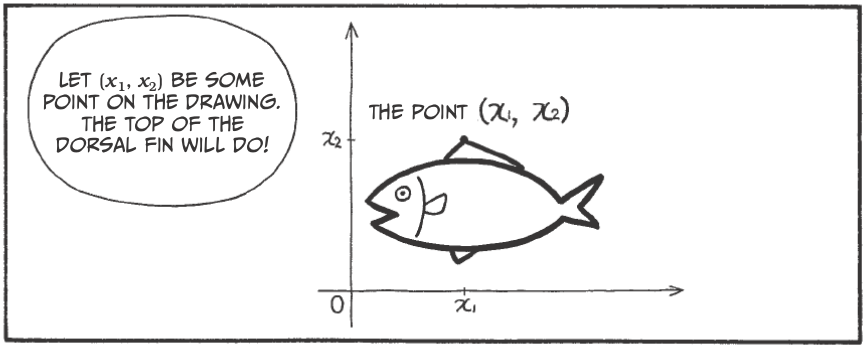 LET (x₁, x₂) BE SOME
POINT ON THE DRAWING.
THE TOP OF THE
DORSAL FIN WILL DO!
THE POINT (x₁, x₂)
x₂
O
x₁